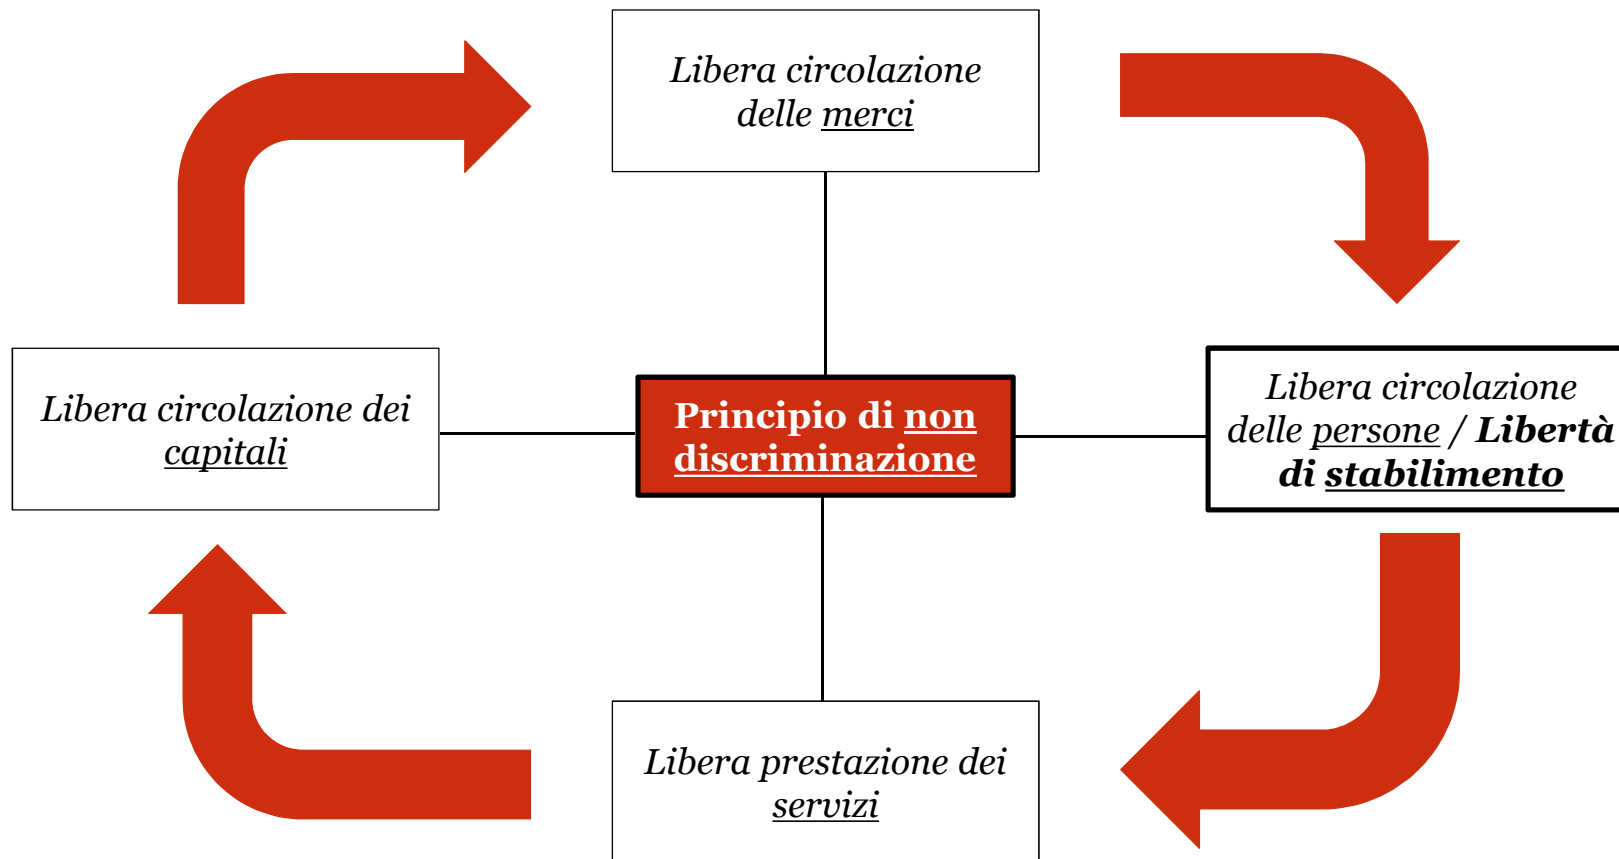 Libera circolazione
delle merci
Libera circolazione dei
capitali
Principio di non
discriminazione
Libera circolazione
delle persone / Libertà
di stabilimento
Libera prestazione dei
servizi